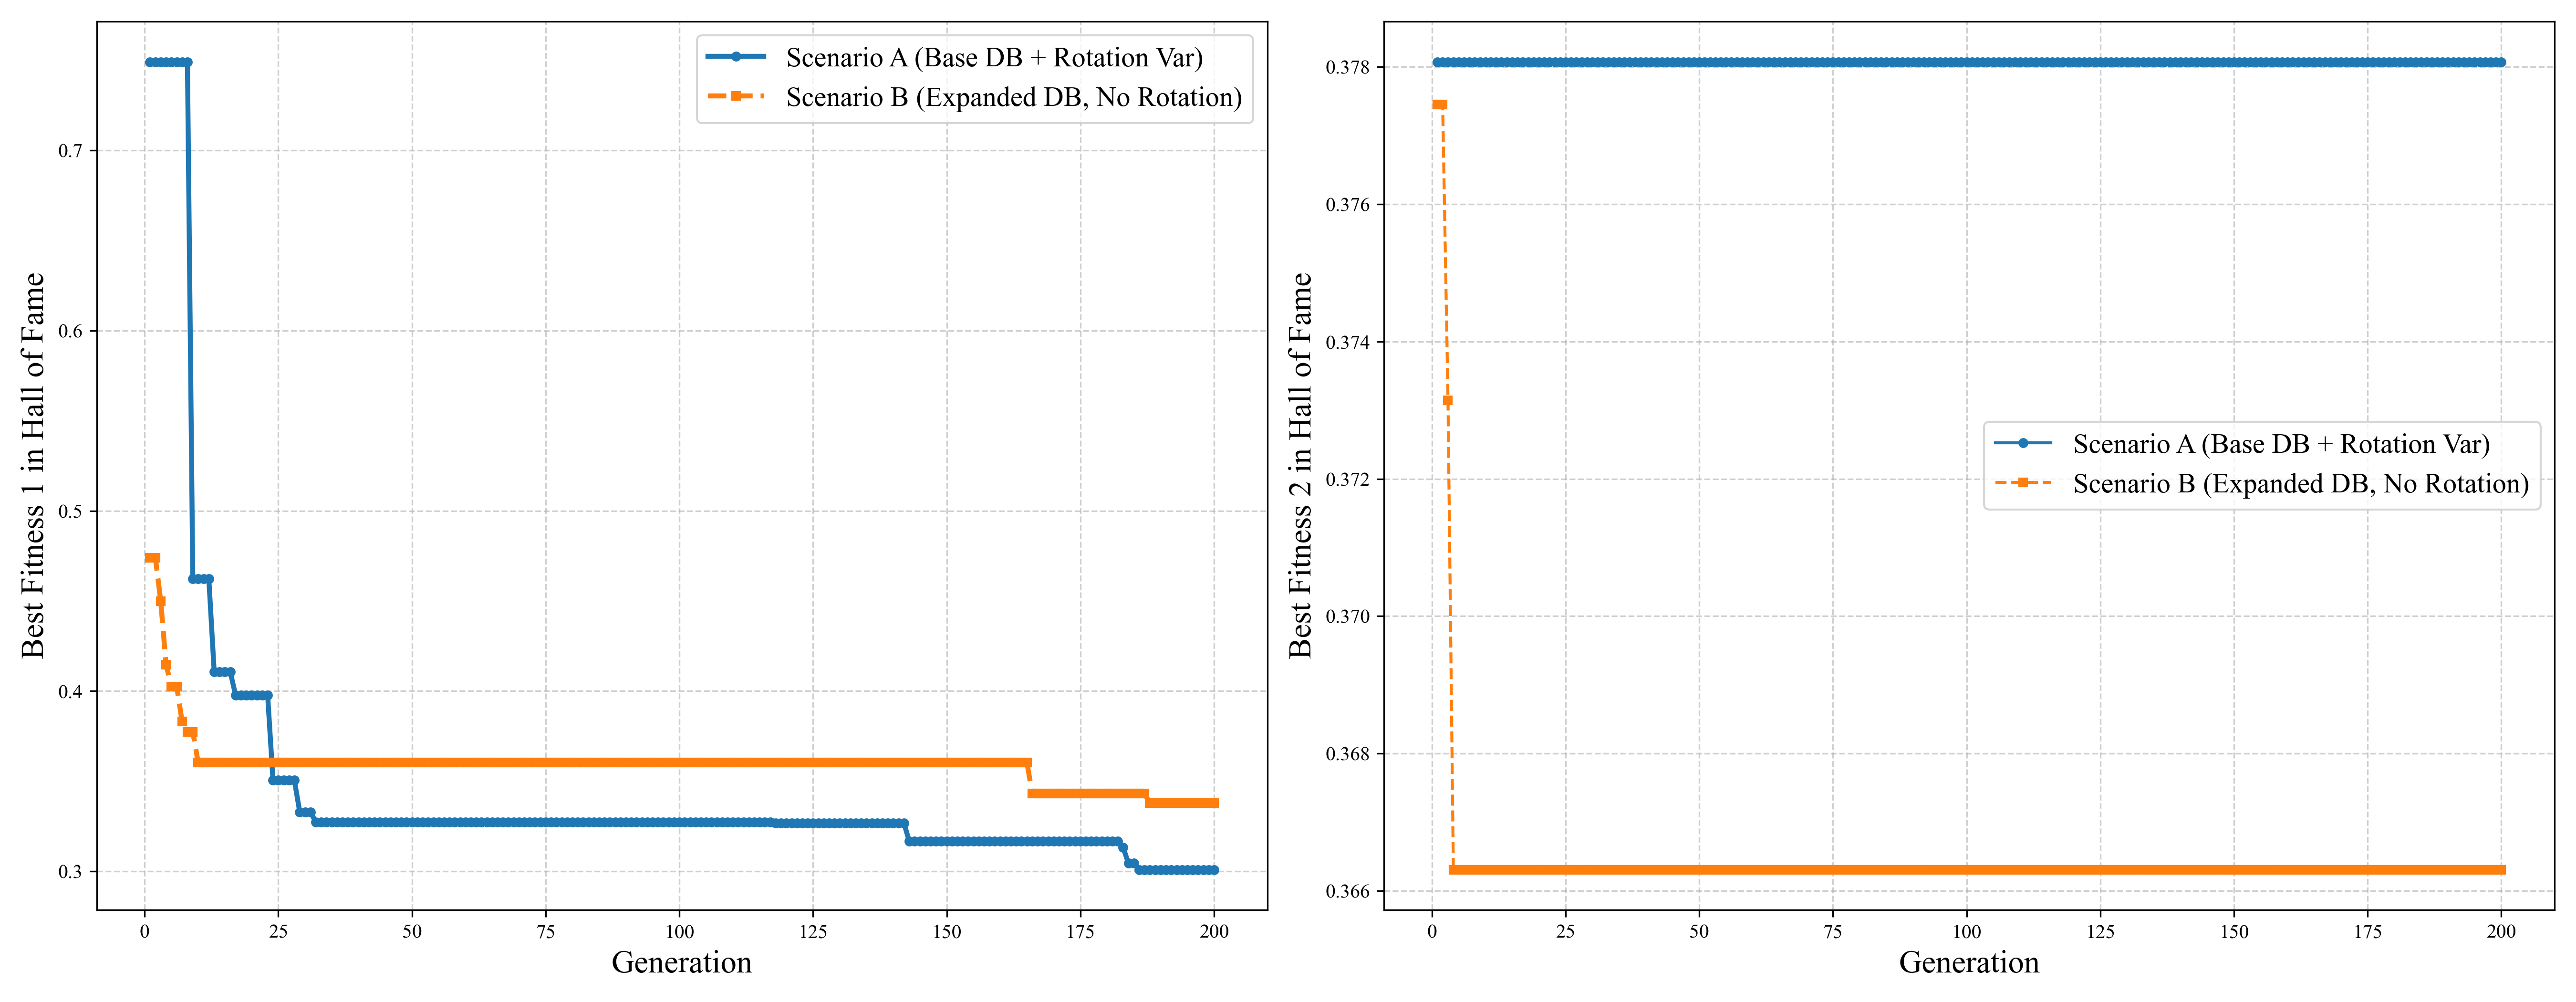 Best Fitness 1 in Hall of Fame
0.7
0.6
0.5
0.4
0.3
Scenario A (Base DB + Rotation Var)
Scenario B (Expanded DB, No Rotation)
0 25 50 75 100 125 150 175 200
Generation
Best Fitness 2 in Hall of Fame
0.378
0.376
0.374
0.372
0.370
0.368
0.366
Scenario A (Base DB + Rotation Var)
Scenario B (Expanded DB, No Rotation)
0 25 50 75 100 125 150 175 200
Generation